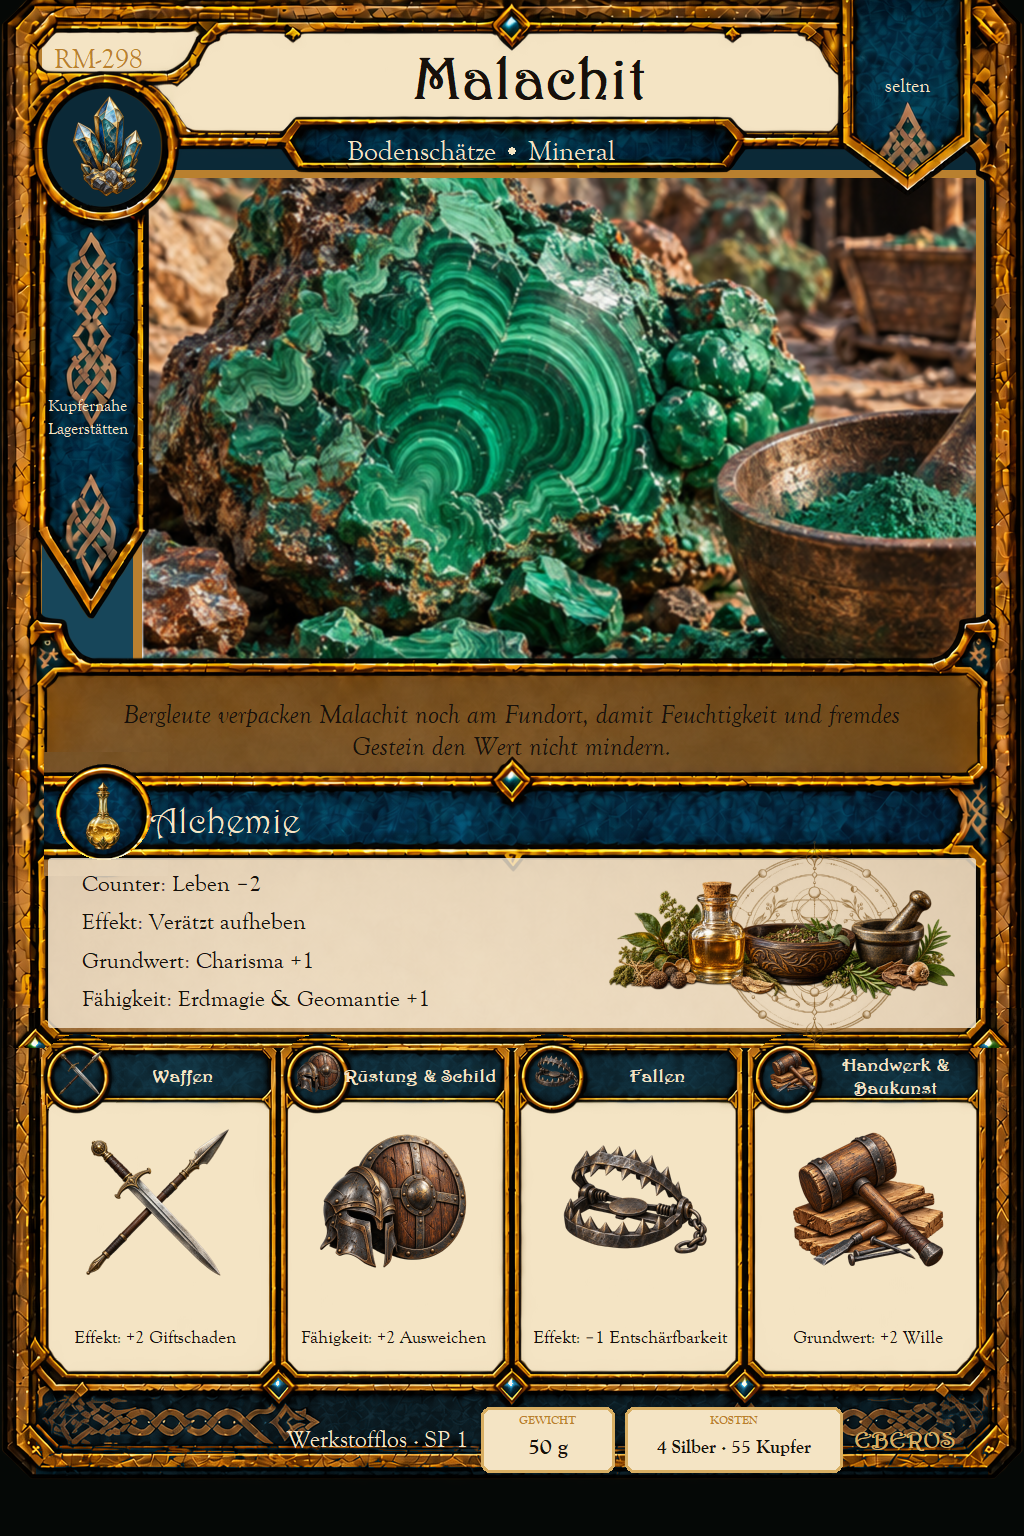 RM-298
Malachit
selten
Bodenschätze • Mineral
Kupfernahe
Lagerstätten
Bergleute verpacken Malachit noch am Fundort, damit Feuchtigkeit und fremdes
Gestein den Wert nicht mindern.
Alchemie
Counter: Leben −2
Effekt: Verätzt aufheben
Grundwert: Charisma +1
Fähigkeit: Erdmagie & Geomantie +1
Waffen
Rüstung & Schild
Fallen
Handwerk &
Baukunst
Effekt: +2 Giftschaden
Fähigkeit: +2 Ausweichen
Effekt: −1 Entschärfbarkeit
Grundwert: +2 Wille
Werkstofflos · SP 1
GEWICHT
50 g
KOSTEN
4 Silber · 55 Kupfer
EBEROS